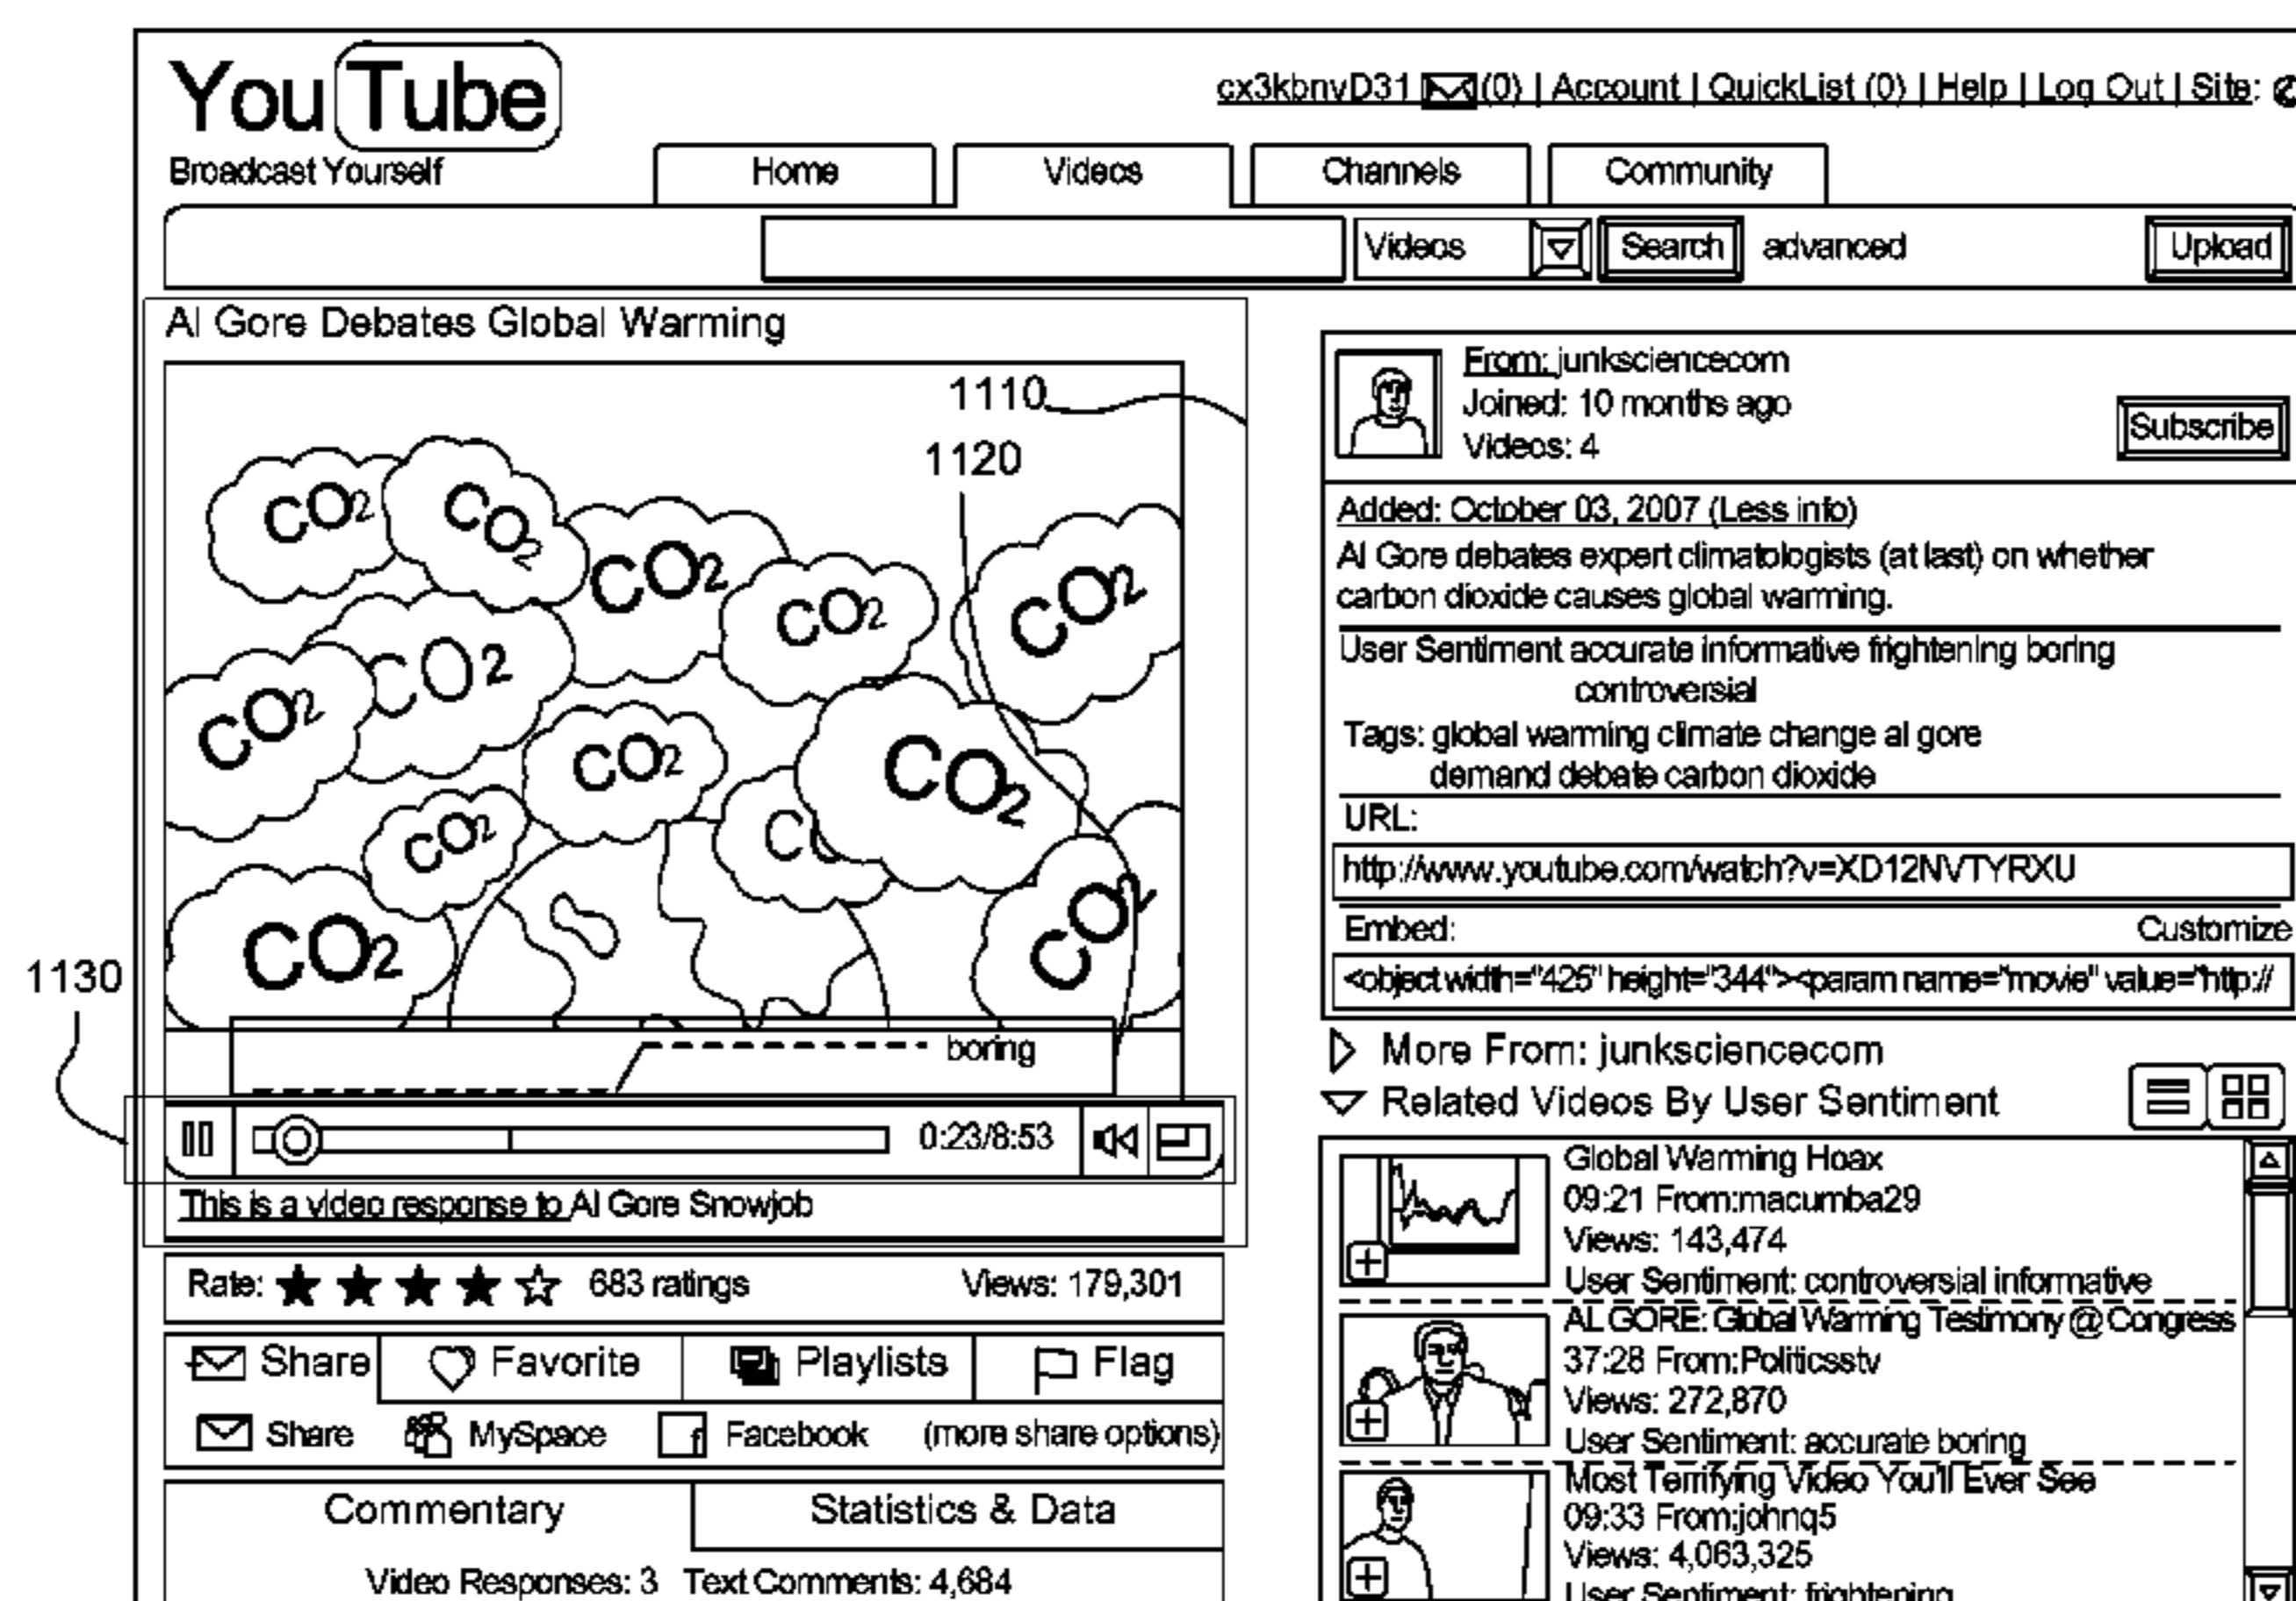 YouTube
Broadcast Yourself
cx3kbnvD31 (0) | Account | QuickList (0) | Help | Log Out | Site:
Home
Videos
Channels
Community
Videos
Search
advanced
Upload
Al Gore Debates Global Warming
1110
1120
CO2
CO2
CO2
CO2
CO2
CO2
CO2
CO2
CO2
CO2
CO2
CO2
1130
boring
0:23/8:53
This is a video response to Al Gore Snowjob
Rate: 683 ratings
Views: 179,301
Share
Favorite
Playlists
Flag
Share
MySpace
Facebook
(more share options)
Commentary
Statistics & Data
Video Responses: 3 Text Comments: 4,684
From: junksciencecom
Joined: 10 months ago
Videos: 4
Subscribe
Added: October 03, 2007 (Less info)
Al Gore debates expert climatologists (at last) on whether
carbon dioxide causes global warming.
User Sentiment accurate informative frightening boring
controversial
Tags: global warming climate change al gore
demand debate carbon dioxide
URL:
http://www.youtube.com/watch?v=XD12NVTYRXU
Embed:
Customize
<object width="425" height="344"><param name="movie" value="http://
More From: junksciencecom
Related Videos By User Sentiment
Global Warming Hoax
09:21 From:macumba29
Views: 143,474
User Sentiment: controversial informative
AL GORE: Global Warming Testimony @ Congress
37:28 From:Politicsstv
Views: 272,870
User Sentiment: accurate boring
Most Terrifying Video You'll Ever See
09:33 From:johnq5
Views: 4,063,325
User Sentiment: frightening